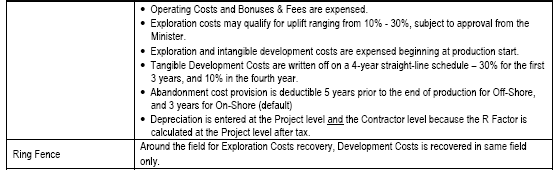 • Operating Costs and Bonuses & Fees are expensed.
• Exploration costs may qualify for uplift ranging from 10% - 30%, subject to approval from the
Minister.
• Exploration and intangible development costs are expensed beginning at production start.
• Tangible Development Costs are written off on a 4-year straight-line schedule – 30% for the first
3 years, and 10% in the fourth year.
• Abandonment cost provision is deductible 5 years prior to the end of production for Off-Shore,
and 3 years for On-Shore (default)
• Depreciation is entered at the Project level and the Contractor level because the R Factor is
calculated at the Project level after tax.
Ring Fence
Around the field for Exploration Costs recovery, Development Costs is recovered in same field
only.